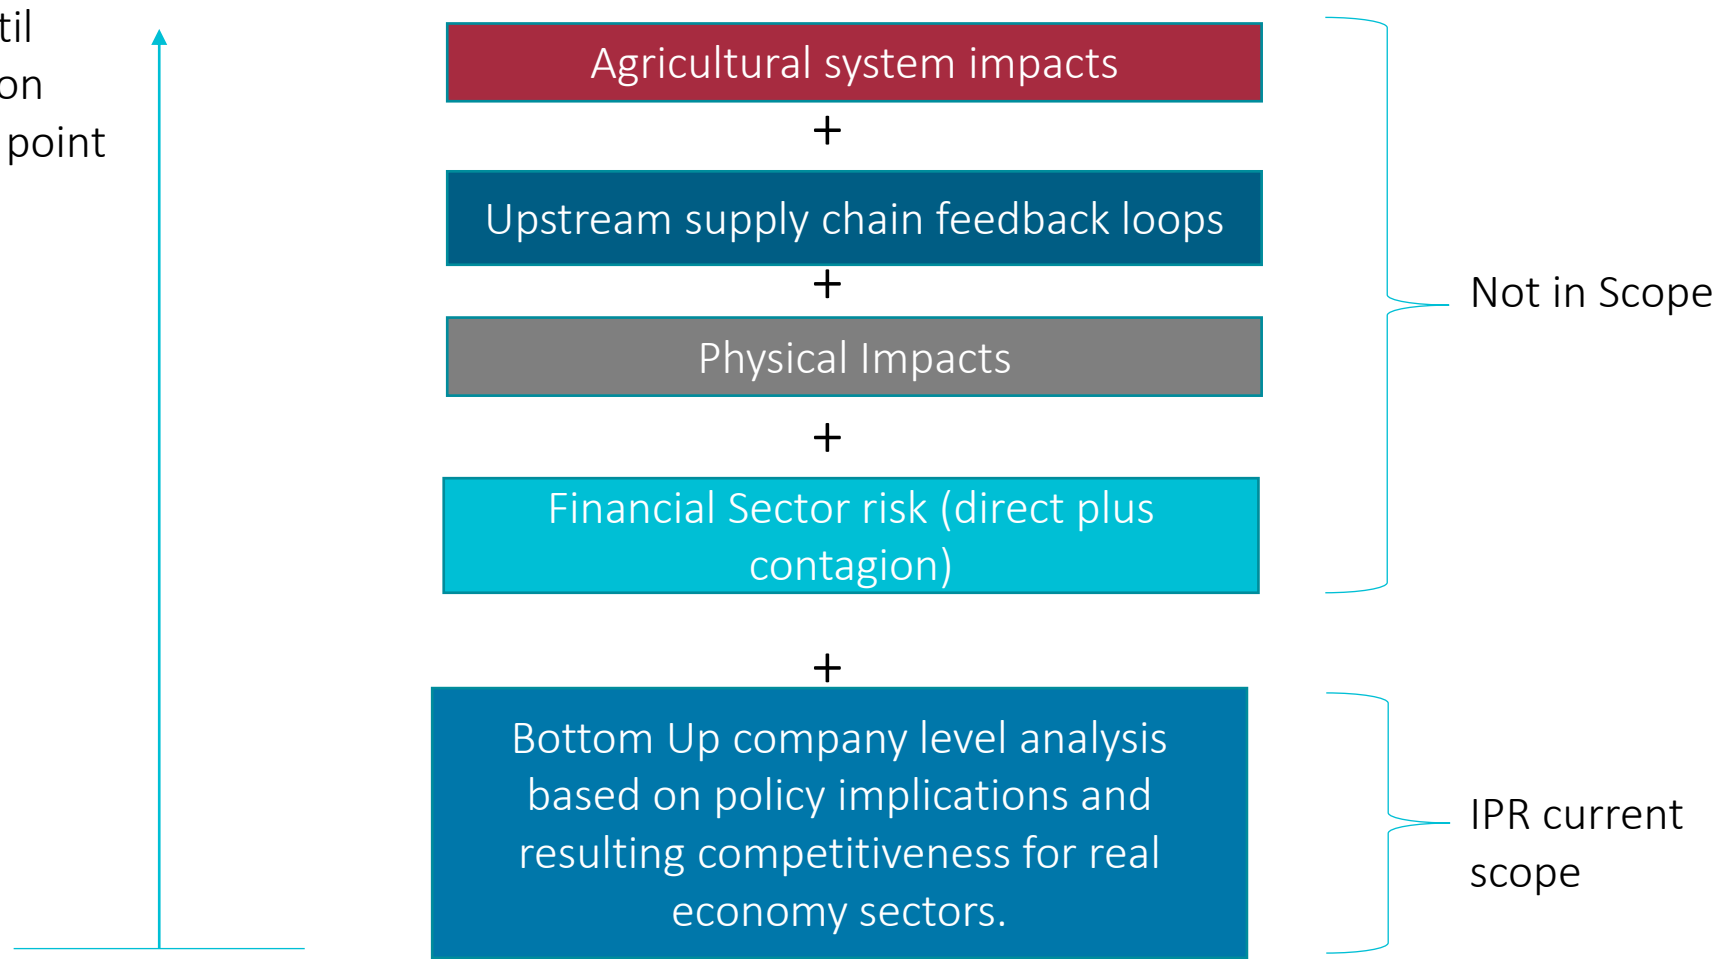 point
Agricultural system impacts
+
Upstream supply chain feedback loops
+
Physical Impacts
+
Financial Sector risk (direct plus
contagion)
+
Bottom Up company level analysis
based on policy implications and
resulting competitiveness for real
economy sectors.
Not in Scope
IPR current
scope